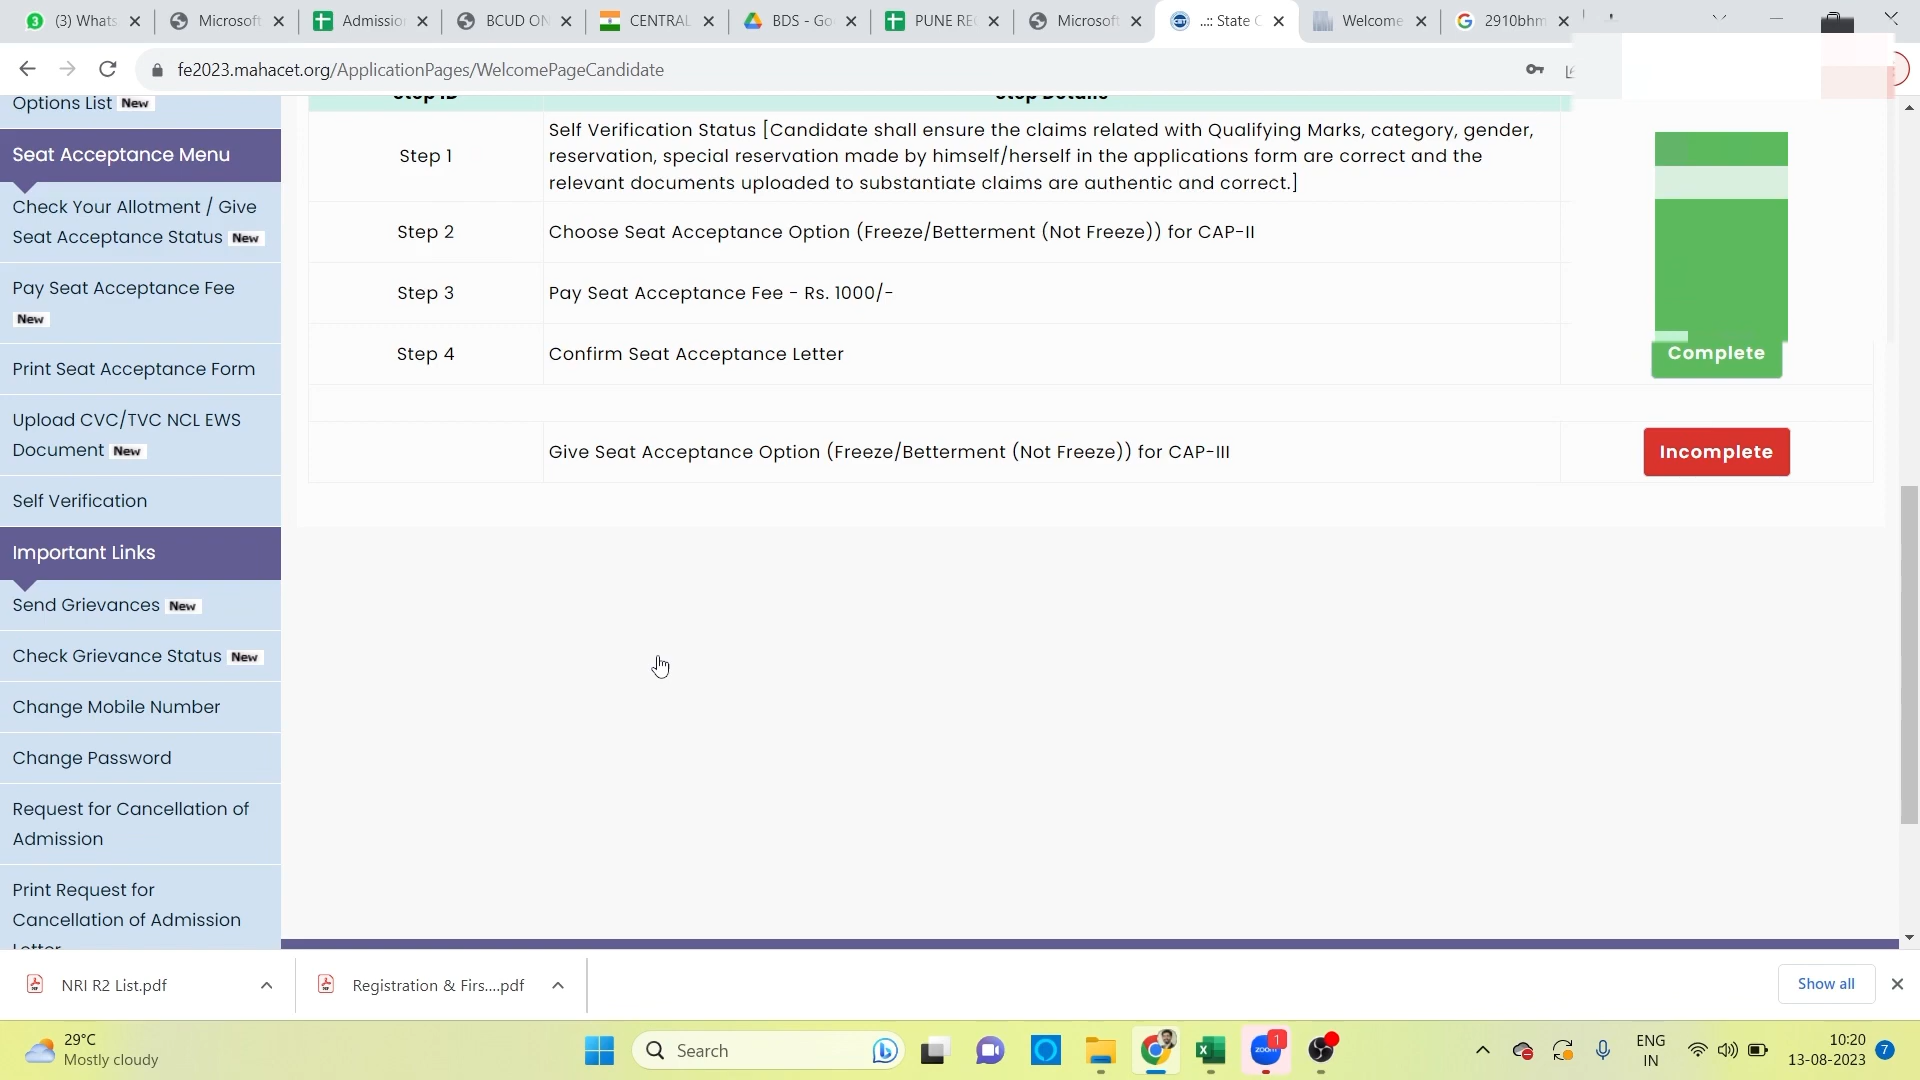 (3) Whats
Microsoft
Admissio
BCUD ON
CENTRAL
BDS - Go
PUNE REG
Microsoft
..:: State C
Welcome
2910bhm
fe2023.mahacet.org/ApplicationPages/WelcomePageCandidate
Options List New
Step ID Step Details
Seat Acceptance Menu
Check Your Allotment / Give
Seat Acceptance Status New
Pay Seat Acceptance Fee
New
Print Seat Acceptance Form
Upload CVC/TVC NCL EWS
Document New
Self Verification
Important Links
Send Grievances New
Check Grievance Status New
Change Mobile Number
Change Password
Request for Cancellation of
Admission
Print Request for
Cancellation of Admission
Letter
Step 1
Self Verification Status [Candidate shall ensure the claims related with Qualifying Marks, category, gender,
reservation, special reservation made by himself/herself in the applications form are correct and the
relevant documents uploaded to substantiate claims are authentic and correct.]
Step 2 Choose Seat Acceptance Option (Freeze/Betterment (Not Freeze)) for CAP-II
Step 3 Pay Seat Acceptance Fee - Rs. 1000/-
Step 4 Confirm Seat Acceptance Letter Complete
Give Seat Acceptance Option (Freeze/Betterment (Not Freeze)) for CAP-III Incomplete
NRI R2 List.pdf
Registration & Firs....pdf
Show all
29°C
Mostly cloudy
Search
zoom
1
ENG
IN
10:20
13-08-2023
7